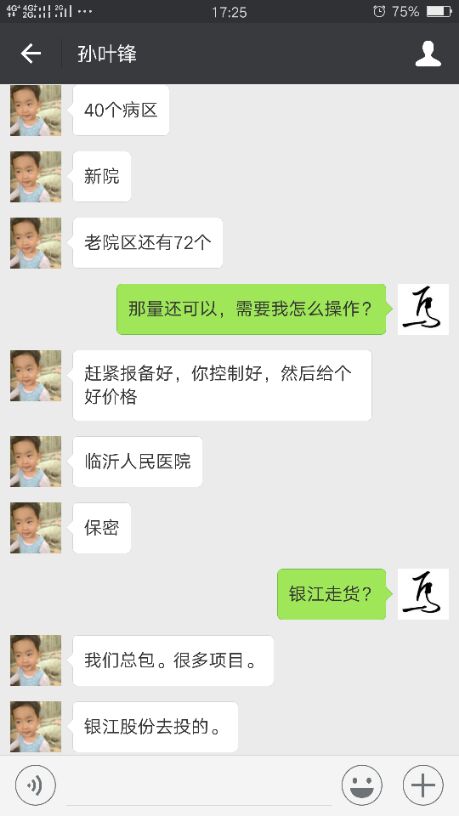 4G+ 4G 2G 2G 17:25 75%
孙叶锋
40个病区
新院
老院区还有72个
那量还可以，需要我怎么操作？
赶紧报备好，你控制好，然后给个
好价格
临沂人民医院
保密
银江走货？
我们总包。很多项目。
银江股份去投的。